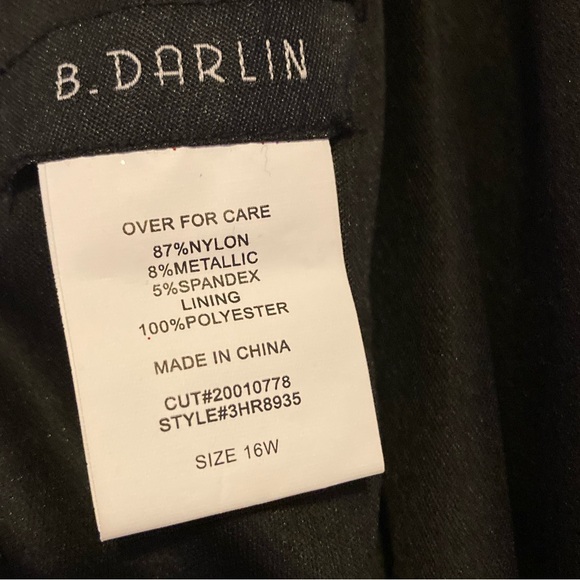 B. DARLIN
OVER FOR CARE
87%NYLON
8%METALLIC
5%SPANDEX
LINING
100%POLYESTER
MADE IN CHINA
CUT#20010778
STYLE#3HR8935
SIZE 16W